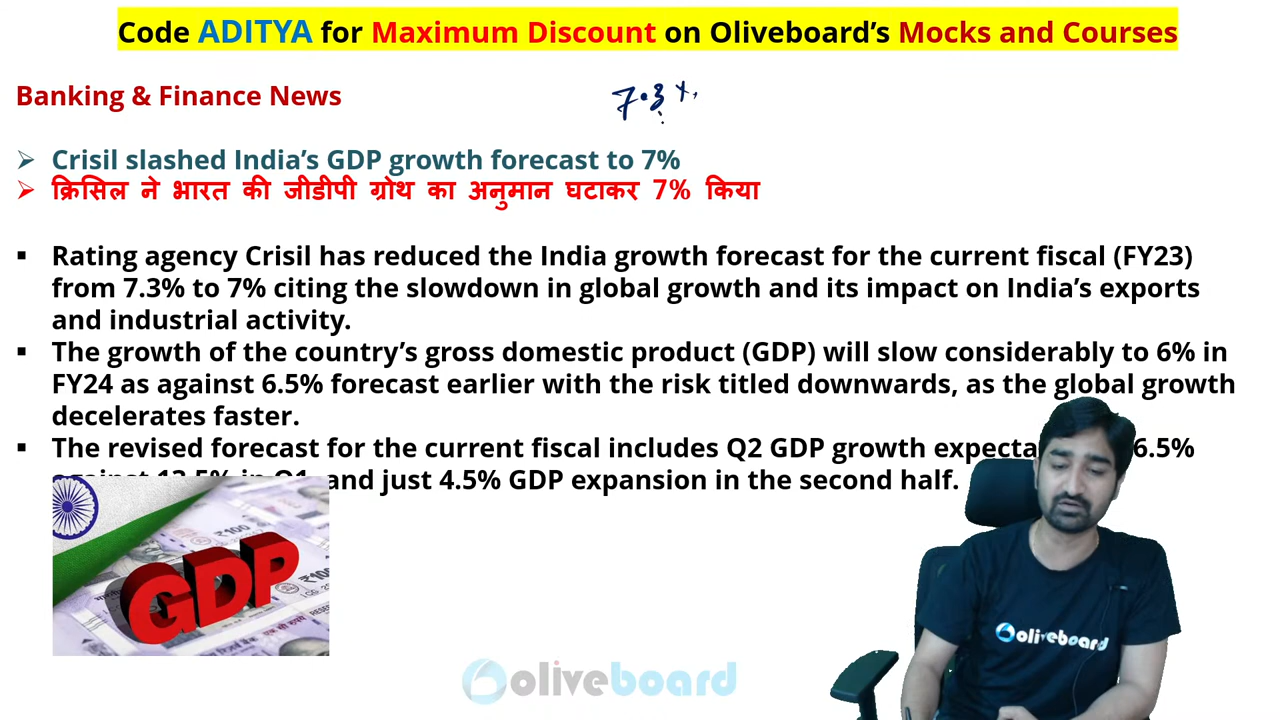 Code ADITYA for Maximum Discount on Oliveboard's Mocks and Courses
Banking & Finance News
7.3%
➢ Crisil slashed India's GDP growth forecast to 7%
➢ क्रिसिल ने भारत की जीडीपी ग्रोथ का अनुमान घटाकर 7% किया
▪ Rating agency Crisil has reduced the India growth forecast for the current fiscal (FY23)
from 7.3% to 7% citing the slowdown in global growth and its impact on India's exports
and industrial activity.
▪ The growth of the country's gross domestic product (GDP) will slow considerably to 6% in
FY24 as against 6.5% forecast earlier with the risk titled downwards, as the global growth
decelerates faster.
▪ The revised forecast for the current fiscal includes Q2 GDP growth 6.5%
and just 4.5% GDP expansion in the second half.
₹100
GDP
oliveboard
oliveboard